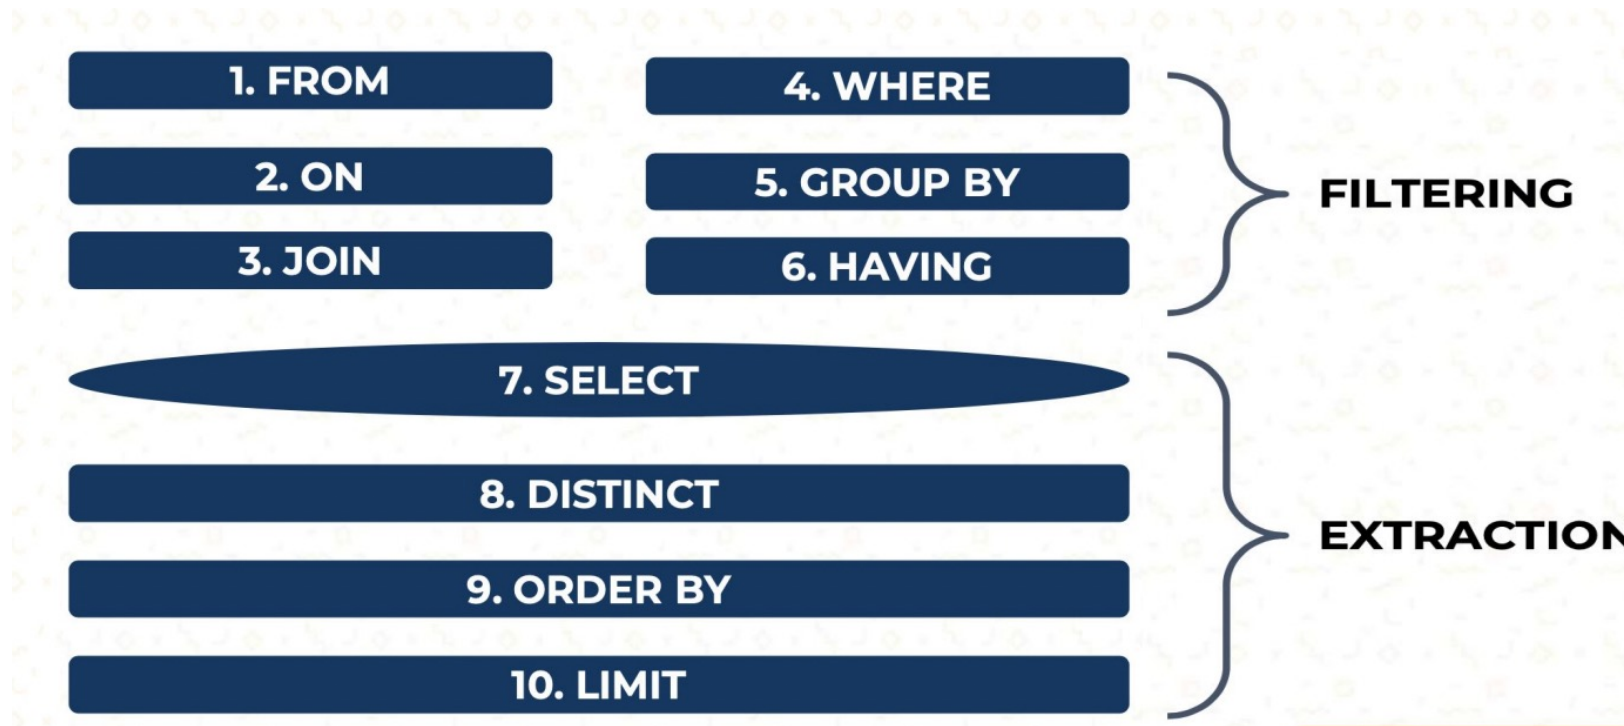 1. FROM
2. ON
3. JOIN
4. WHERE
5. GROUP BY
6. HAVING
FILTERING
7. SELECT
8. DISTINCT
9. ORDER BY
10. LIMIT
EXTRACTION